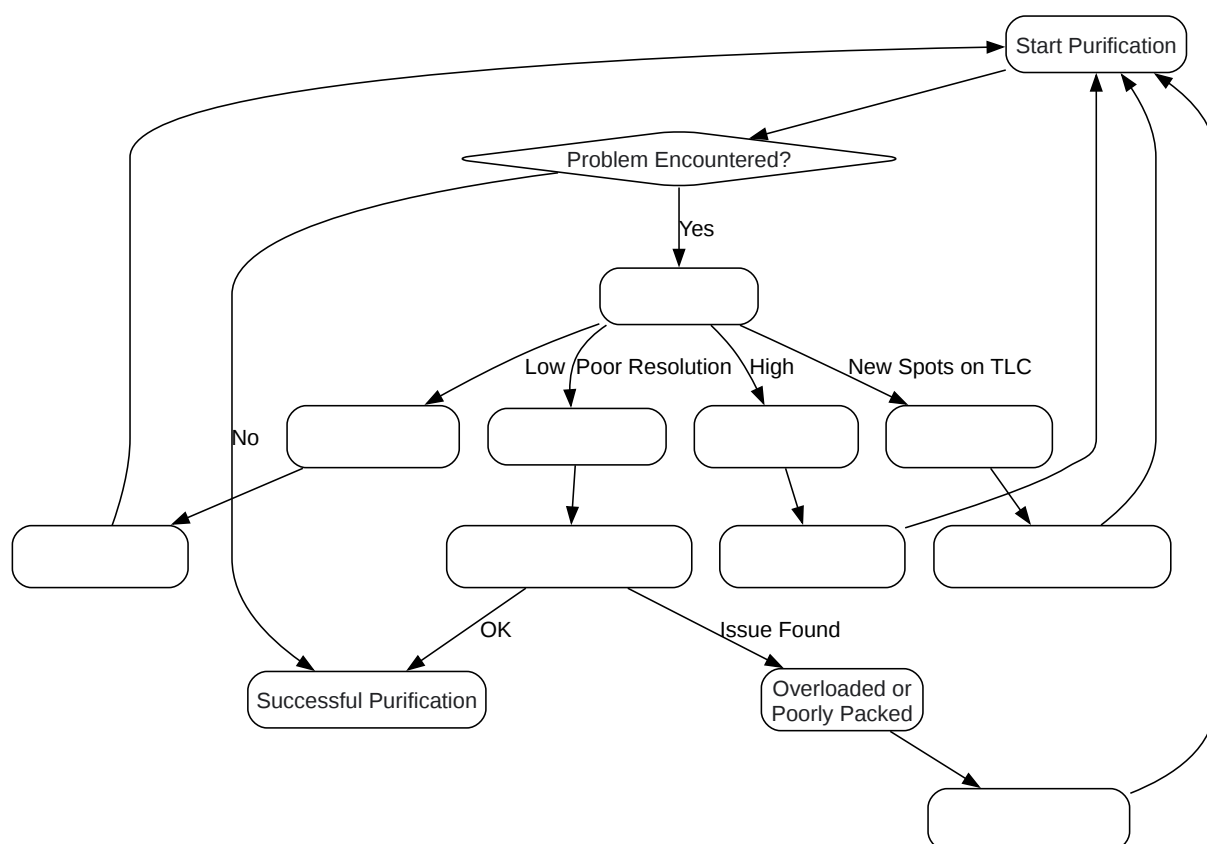 Start Purification
Problem Encountered?
Yes
Low
Poor Resolution
High
New Spots on TLC
No
OK
Issue Found
Successful Purification
Overloaded or
Poorly Packed